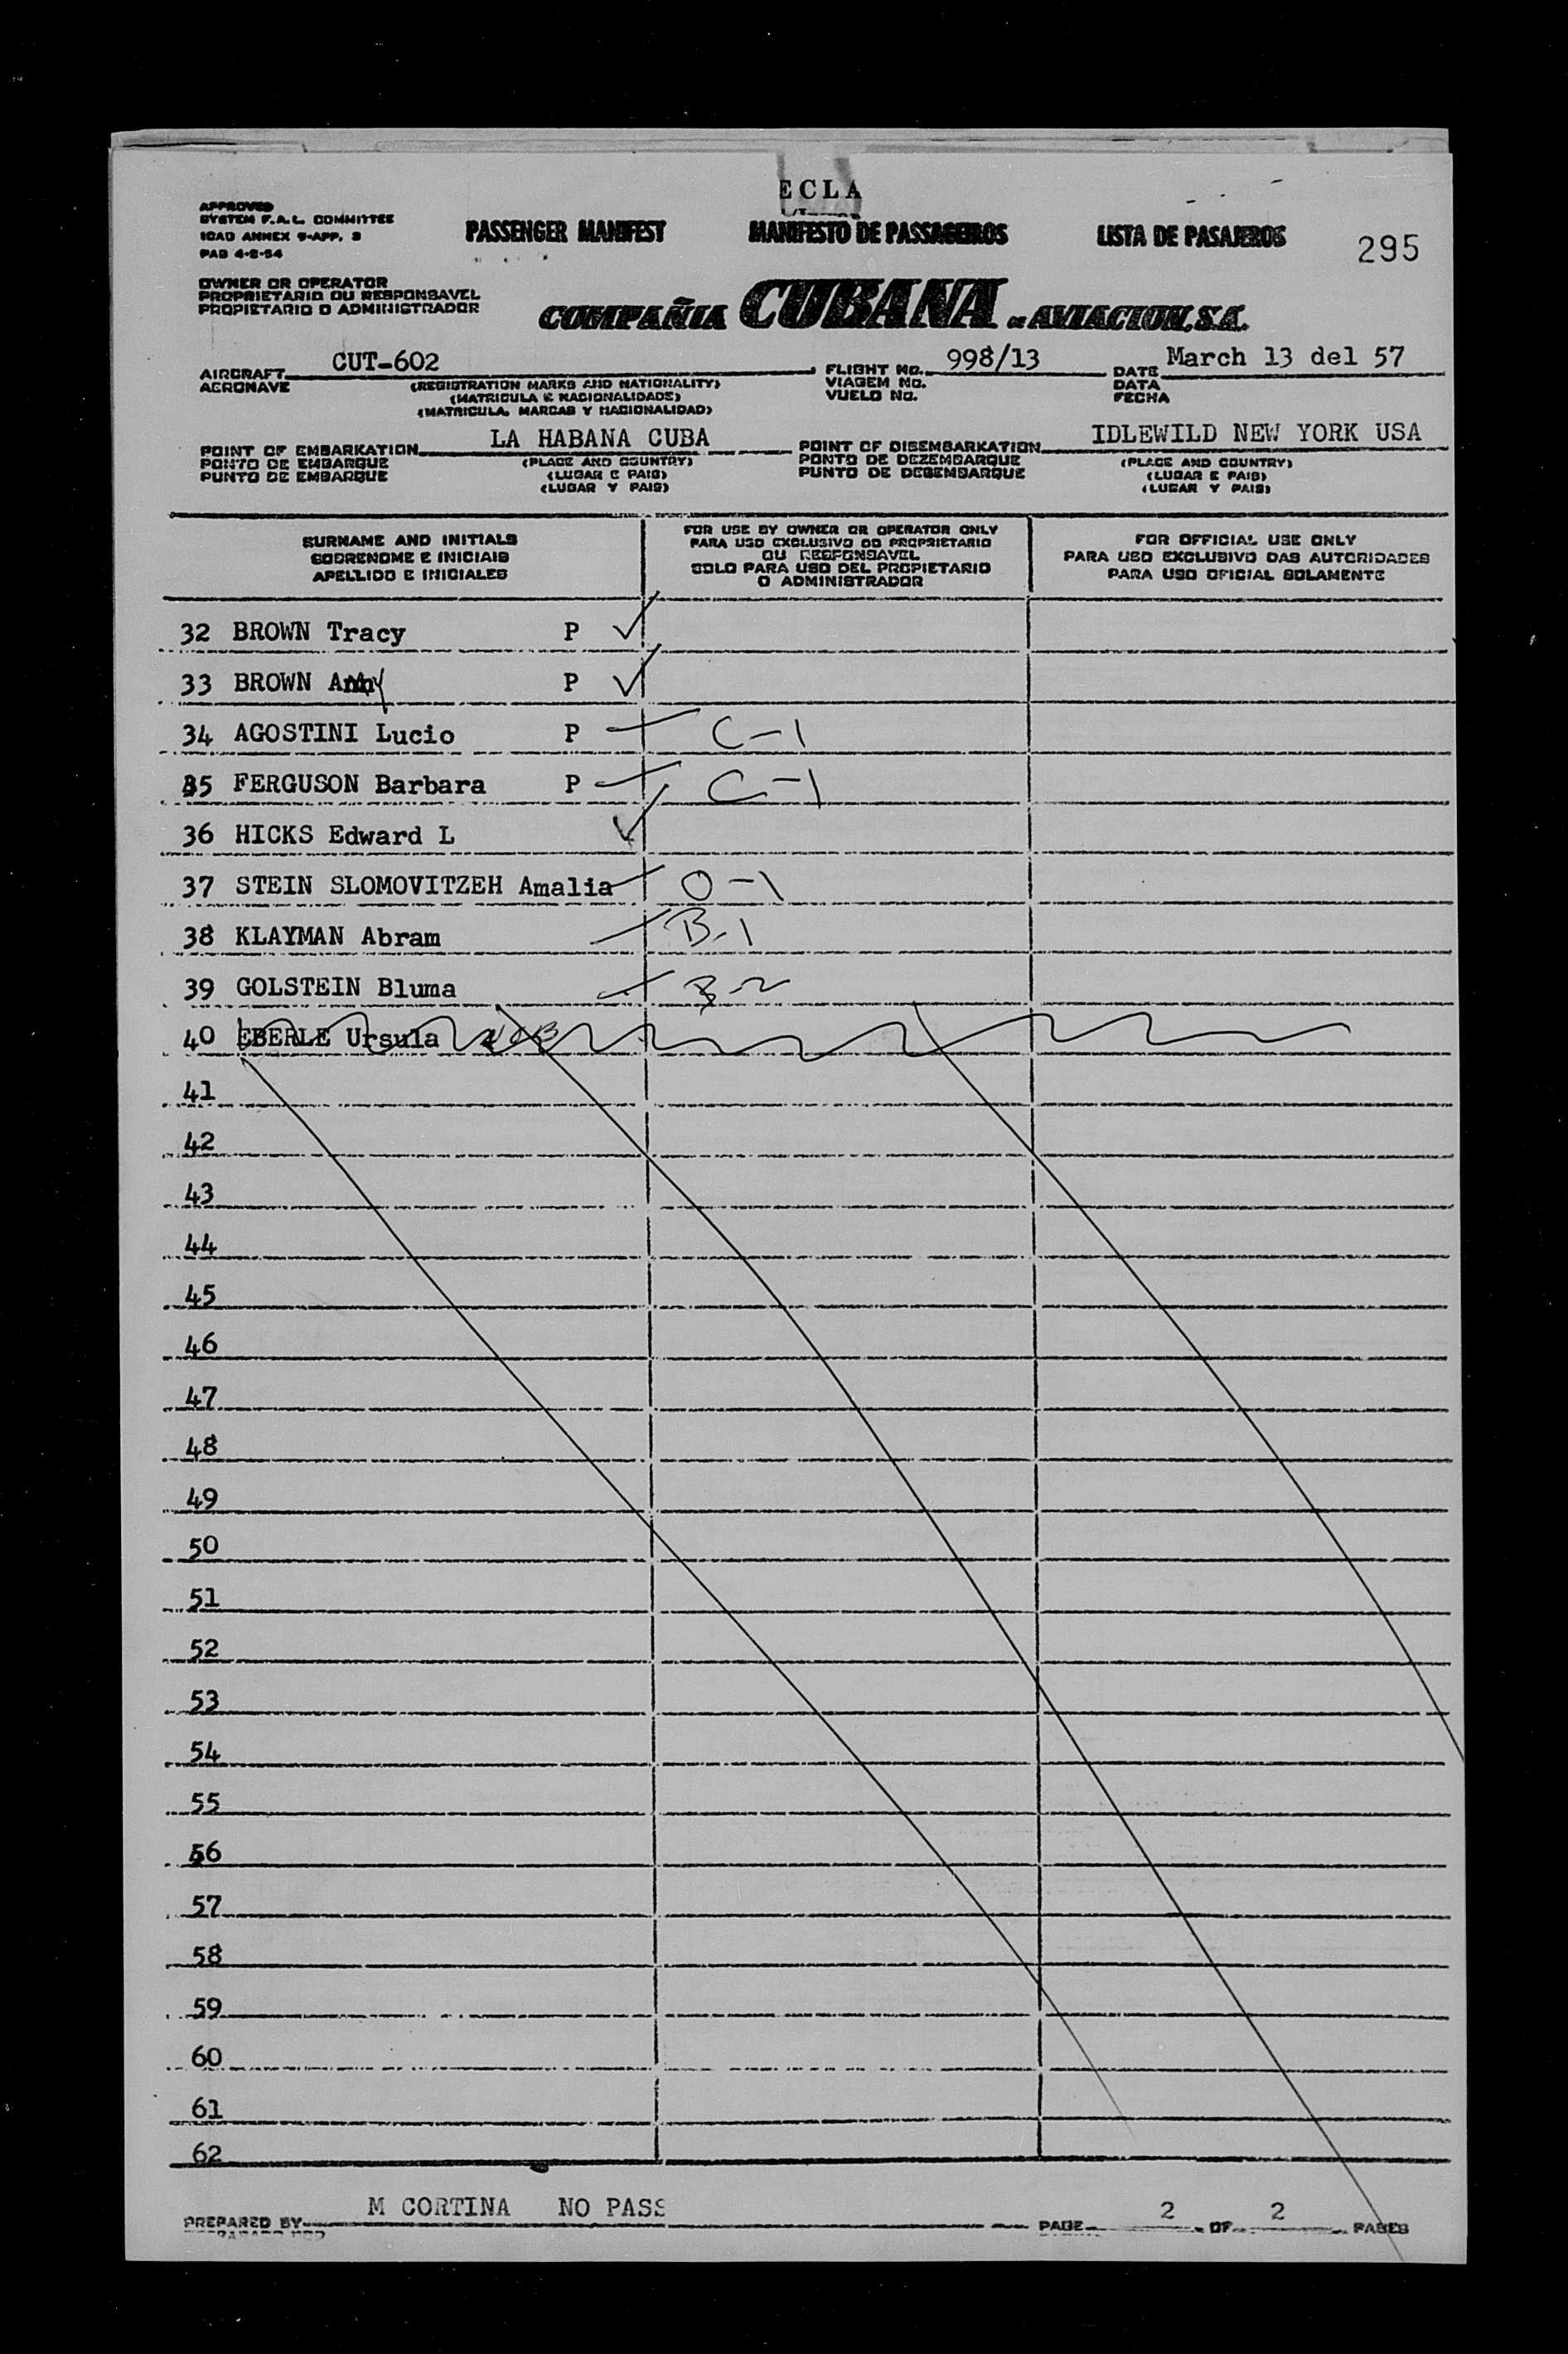 ECLA
APPROVED
SYSTEM F.A.L. COMMITTEE
ICAO ANNEX 9-APP. 3
PAB 4-8-54
PASSENGER MANIFEST MANIFESTO DE PASSAGEIROS LISTA DE PASAJEROS 295
OWNER OR OPERATOR
PROPRIETARIO OU RESPONSAVEL
PROPIETARIO O ADMINISTRADOR
COMPAÑIA CUBANA DE AVIACION, S.A.
AIRCRAFT CUT-602 FLIGHT NO. 998/13 DATE March 13 del 57
AERONAVE (REGISTRATION MARKS AND NATIONALITY) VIAGEM NO. DATA
(MATRICULA E NACIONALIDADE) VUELO NO. FECHA
(MATRICULA, MARCAS Y NACIONALIDAD)
POINT OF EMBARKATION LA HABANA CUBA POINT OF DISEMBARKATION IDLEWILD NEW YORK USA
PONTO DE EMBARQUE (PLACE AND COUNTRY) PONTO DE DEZEMBARQUE (PLACE AND COUNTRY)
PUNTO DE EMBARQUE (LUGAR E PAIS) PUNTO DE DESEMBARQUE (LUGAR E PAIS)
(LUGAR Y PAIS) (LUGAR Y PAIS)
SURNAME AND INITIALS
SOBRENOME E INICIAIS
APELLIDO E INICIALES
FOR USE BY OWNER OR OPERATOR ONLY
PARA USO EXCLUSIVO DO PROPRIETARIO
OU RESPONSAVEL
SOLO PARA USO DEL PROPIETARIO
O ADMINISTRADOR
FOR OFFICIAL USE ONLY
PARA USO EXCLUSIVO DAS AUTORIDADES
PARA USO OFICIAL SOLAMENTE
32 BROWN Tracy P
33 BROWN Amy P
34 AGOSTINI Lucio P C-1
35 FERGUSON Barbara P C-1
36 HICKS Edward L
37 STEIN SLOMOVITZEH Amalia O-1
38 KLAYMAN Abram B-1
39 GOLSTEIN Bluma B-2
40 EBERLE Ursula
41
42
43
44
45
46
47
48
49
50
51
52
53
54
55
56
57
58
59
60
61
62
PREPARED BY M CORTINA NO PASS PAGE 2 OF 2 PAGES